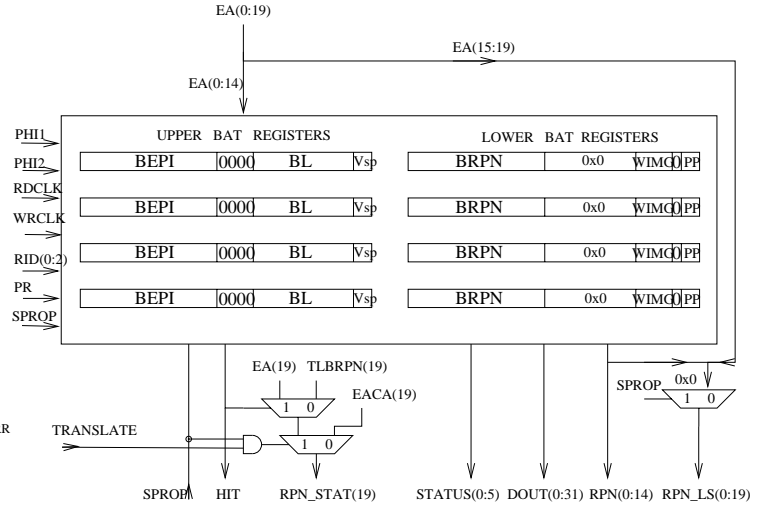 EA(0:19)
EA(15:19)
EA(0:14)
PHI1
PHI2
RDCLK
WRCLK
RID(0:2)
PR
SPROP
UPPER BAT REGISTERS
LOWER BAT REGISTERS
BEPI 0000 BL Vsp BRPN 0x0 WIMG 0 PP
BEPI 0000 BL Vsp BRPN 0x0 WIMG 0 PP
BEPI 0000 BL Vsp BRPN 0x0 WIMG 0 PP
BEPI 0000 BL Vsp BRPN 0x0 WIMG 0 PP
EA(19) TLBRPN(19)
EACA(19)
1 0
SPROP 0x0
1 0
R TRANSLATE
1 0
SPROP HIT RPN_STAT(19) STATUS(0:5) DOUT(0:31) RPN(0:14) RPN_LS(0:19)